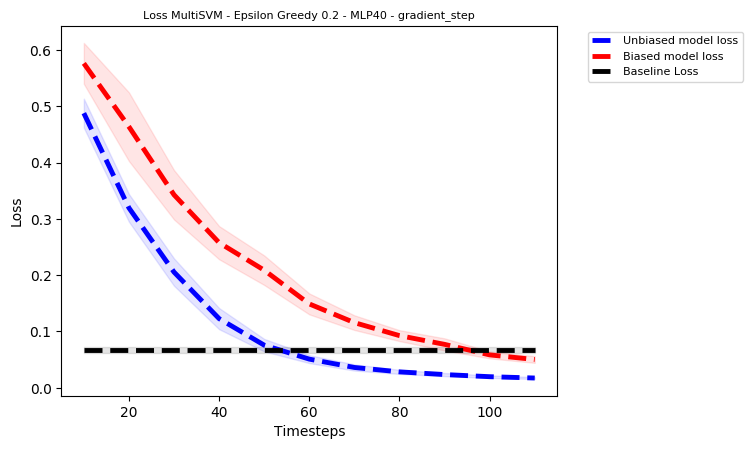 Loss MultiSVM - Epsilon Greedy 0.2 - MLP40 - gradient_step
Unbiased model loss
Biased model loss
Baseline Loss
Loss
0.6
0.5
0.4
0.3
0.2
0.1
0.0
20 40 60 80 100
Timesteps